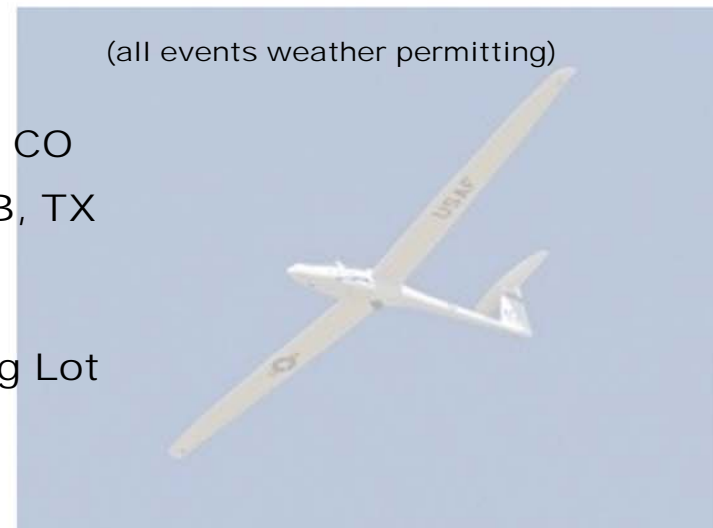 (all events weather permitting)
CO
B, TX
g Lot
USAF